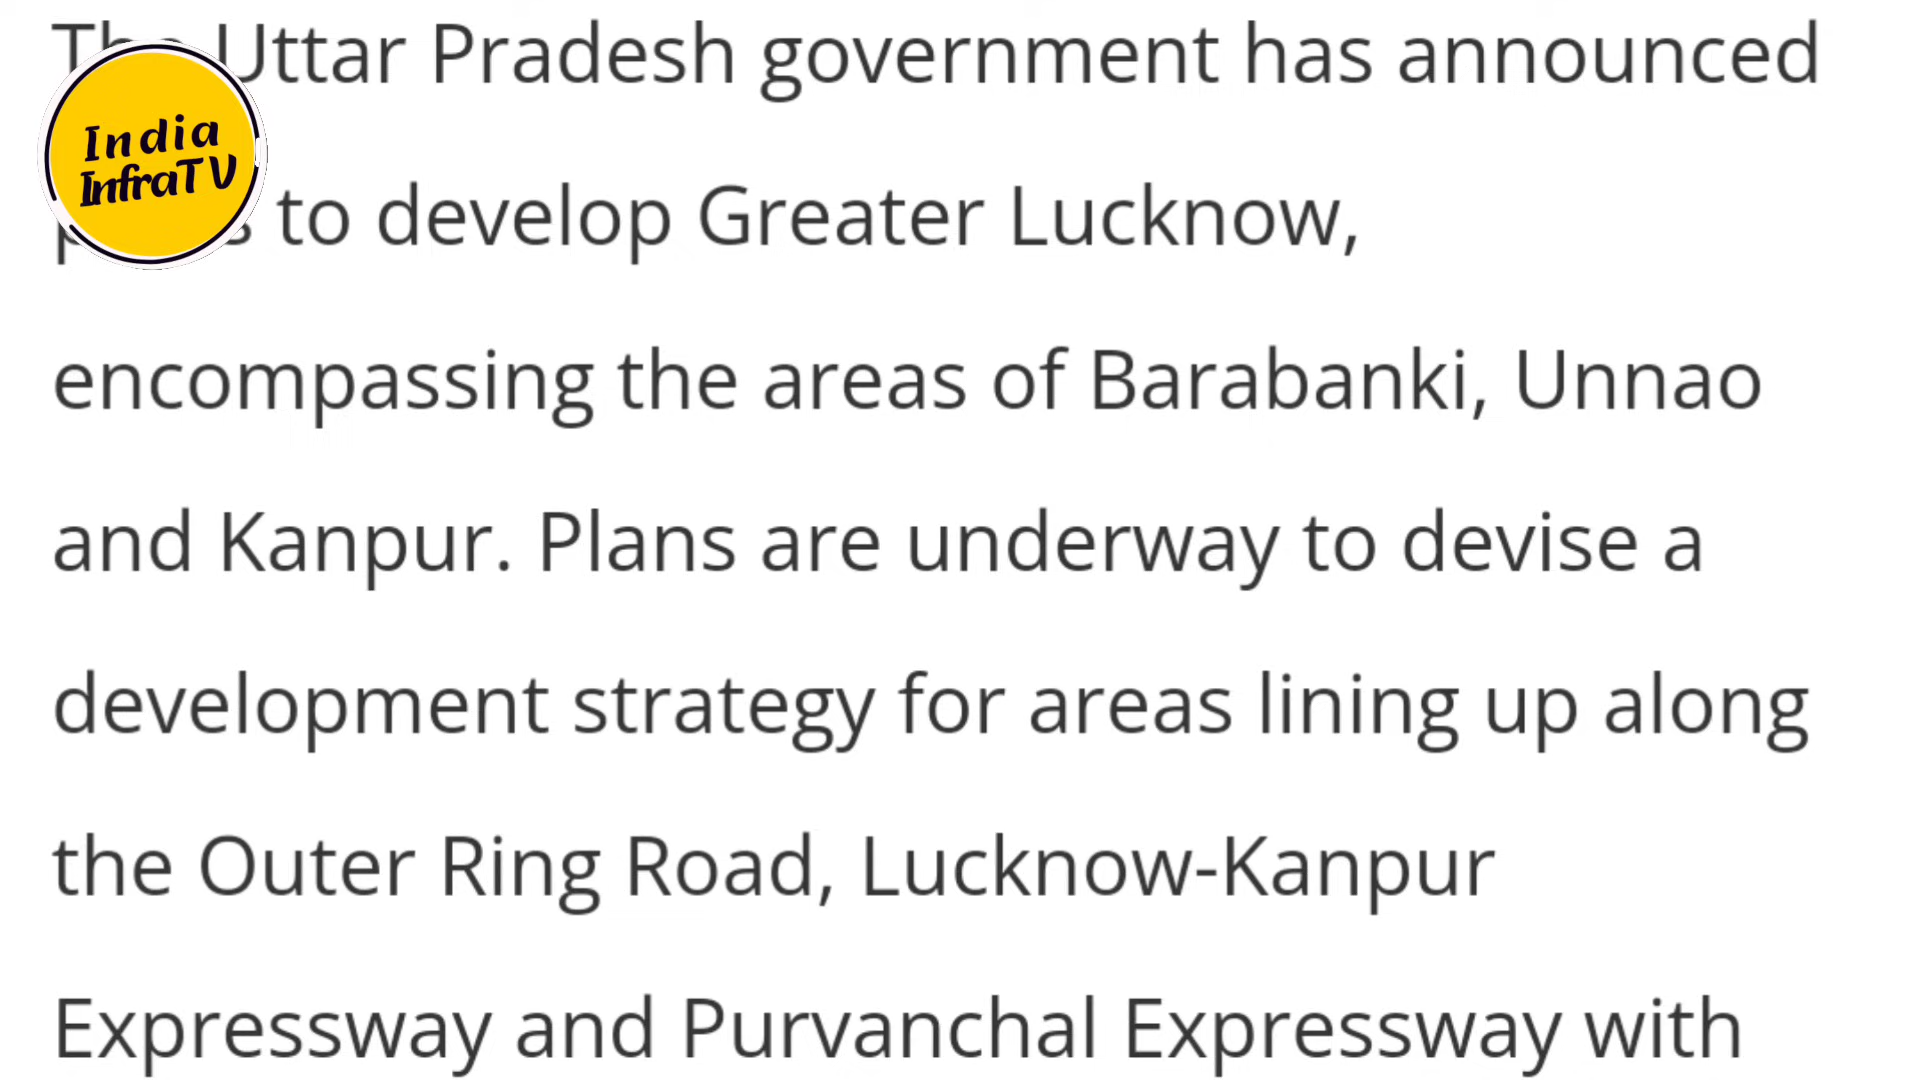 The Uttar Pradesh government has announced
India
InfraTV
to develop Greater Lucknow,
encompassing the areas of Barabanki, Unnao
and Kanpur. Plans are underway to devise a
development strategy for areas lining up along
the Outer Ring Road, Lucknow-Kanpur
Expressway and Purvanchal Expressway with